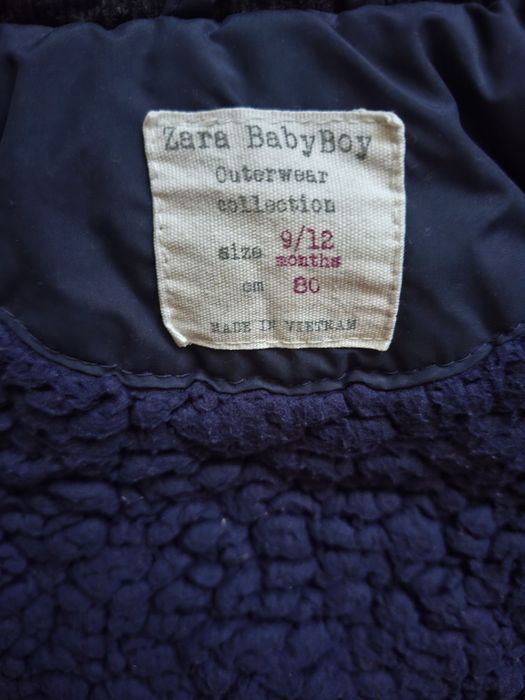 Zara BabyBoy
Outerwear
collection
size 9/12
months
cm 80
MADE IN VIETNAM